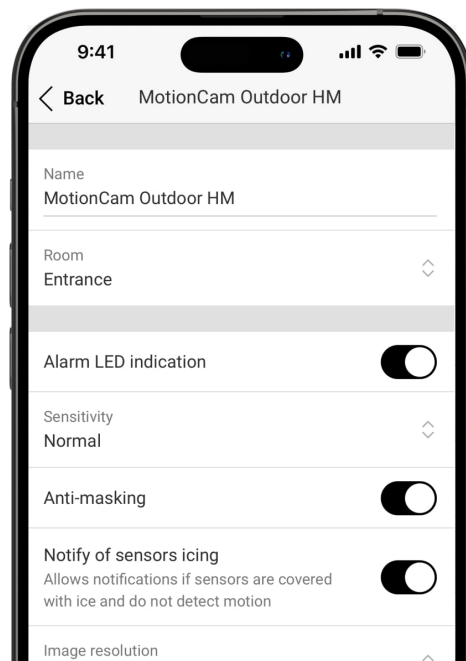 9:41
Back MotionCam Outdoor HM
Name
MotionCam Outdoor HM
Room
Entrance
Alarm LED indication
Sensitivity
Normal
Anti-masking
Notify of sensors icing
Allows notifications if sensors are covered
with ice and do not detect motion
Image resolution